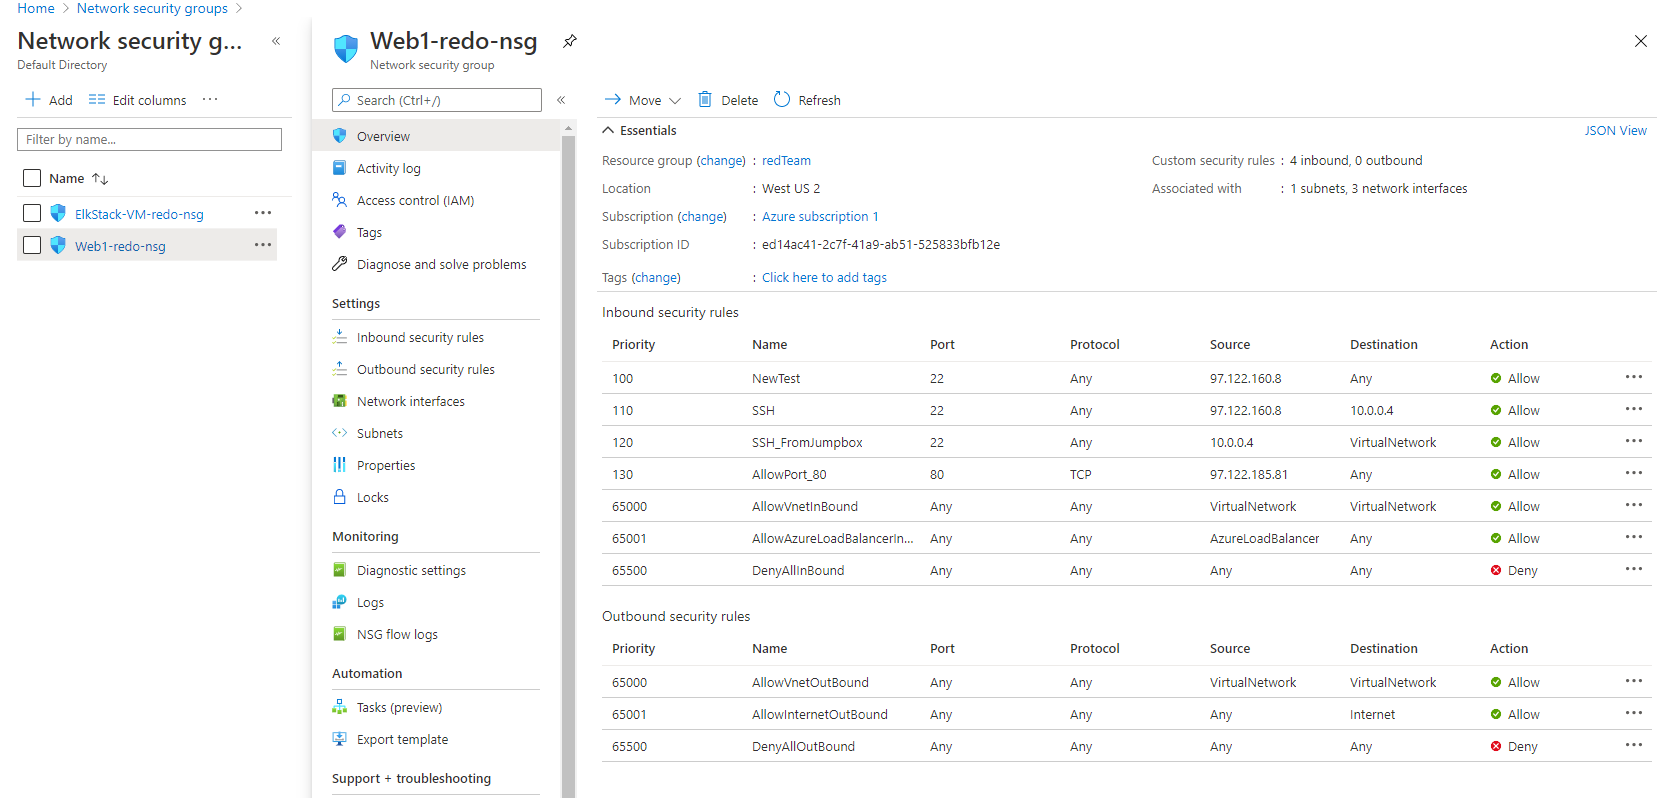 Home > Network security groups >
Network security g... «
Default Directory
Add Edit columns ...
Filter by name...
Name ↑↓
ElkStack-VM-redo-nsg ...
Web1-redo-nsg ...
Web1-redo-nsg
Network security group
Search (Ctrl+/) «
Overview
Activity log
Access control (IAM)
Tags
Diagnose and solve problems
Settings
Inbound security rules
Outbound security rules
Network interfaces
Subnets
Properties
Locks
Monitoring
Diagnostic settings
Logs
NSG flow logs
Automation
Tasks (preview)
Export template
Support + troubleshooting
Move Delete Refresh
Essentials JSON View
Resource group (change) : redTeam Custom security rules : 4 inbound, 0 outbound
Location : West US 2 Associated with : 1 subnets, 3 network interfaces
Subscription (change) : Azure subscription 1
Subscription ID : ed14ac41-2c7f-41a9-ab51-525833bfb12e
Tags (change) : Click here to add tags
Inbound security rules
Priority Name Port Protocol Source Destination Action
100 NewTest 22 Any 97.122.160.8 Any Allow ...
110 SSH 22 Any 97.122.160.8 10.0.0.4 Allow ...
120 SSH_FromJumpbox 22 Any 10.0.0.4 VirtualNetwork Allow ...
130 AllowPort_80 80 TCP 97.122.185.81 Any Allow ...
65000 AllowVnetInBound Any Any VirtualNetwork VirtualNetwork Allow ...
65001 AllowAzureLoadBalancerIn... Any Any AzureLoadBalancer Any Allow ...
65500 DenyAllInBound Any Any Any Any Deny ...
Outbound security rules
Priority Name Port Protocol Source Destination Action
65000 AllowVnetOutBound Any Any VirtualNetwork VirtualNetwork Allow ...
65001 AllowInternetOutBound Any Any Any Internet Allow ...
65500 DenyAllOutBound Any Any Any Any Deny ...